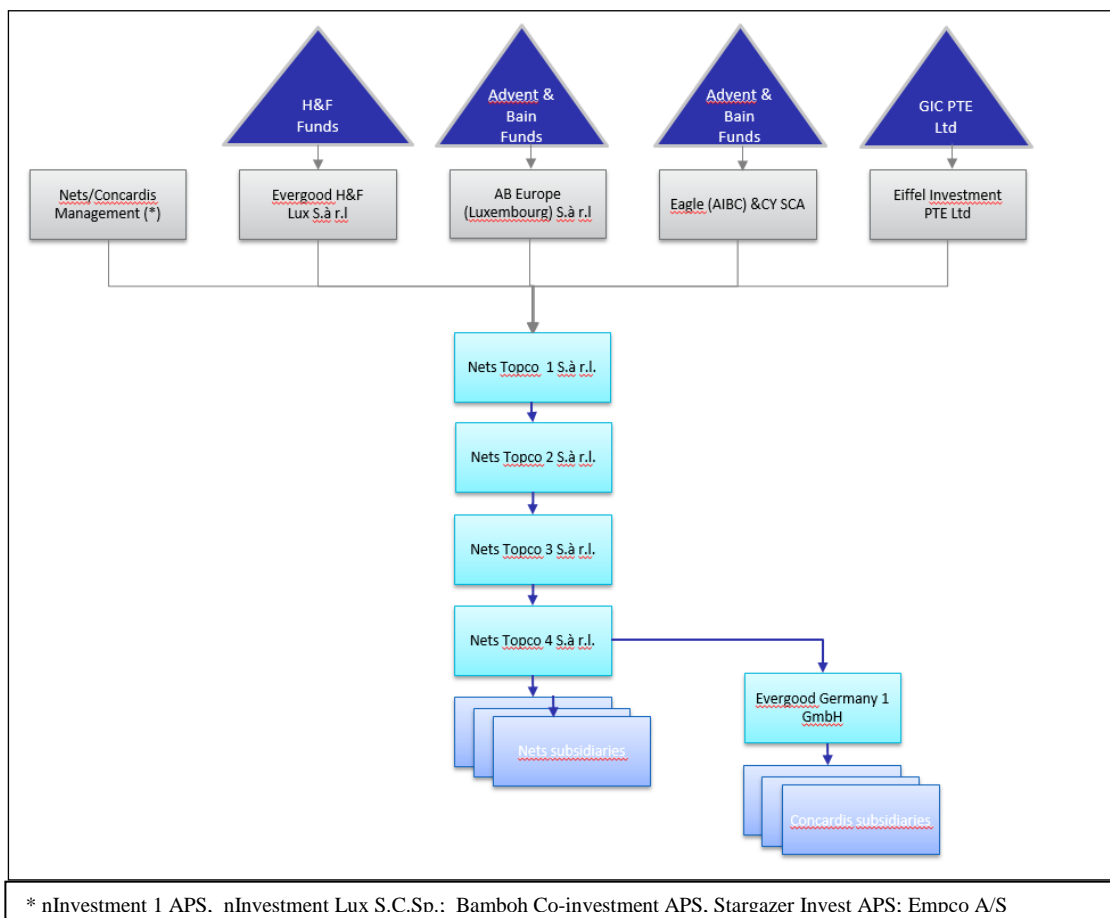 H&F
Funds
Advent &
Bain
Funds
Advent &
Bain
Funds
GIC PTE
Ltd
Nets/Concardis
Management (*)
Evergood H&F
Lux S.à r.l
AB Europe
(Luxembourg) S.à r.l
Eagle (AIBC) &CY SCA
Eiffel Investment
PTE Ltd
Nets Topco 1 S.à r.l.
Nets Topco 2 S.à r.l.
Nets Topco 3 S.à r.l.
Nets Topco 4 S.à r.l.
Evergood Germany 1
GmbH
Nets subsidiaries
Concardis subsidiaries
* nInvestment 1 APS, nInvestment Lux S.C.Sp.; Bamboh Co-investment APS, Stargazer Invest APS; Empco A/S